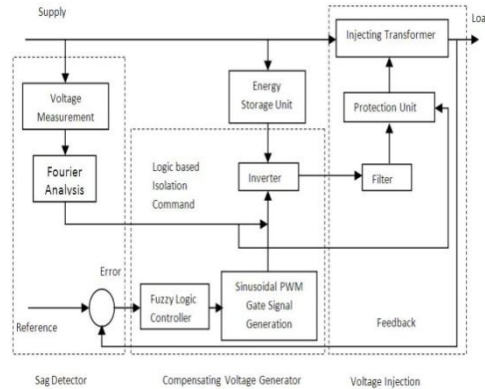 Supply
Loa
Injecting Transformer
Voltage
Measurement
Energy
Storage Unit
Protection Unit
Fourier
Analysis
Logic based
Isolation
Command
Inverter
Filter
Error
Fuzzy Logic
Controller
Sinusoidal PWM
Gate Signal
Generation
Reference
Feedback
Sag Detector
Compensating Voltage Generator
Voltage Injection